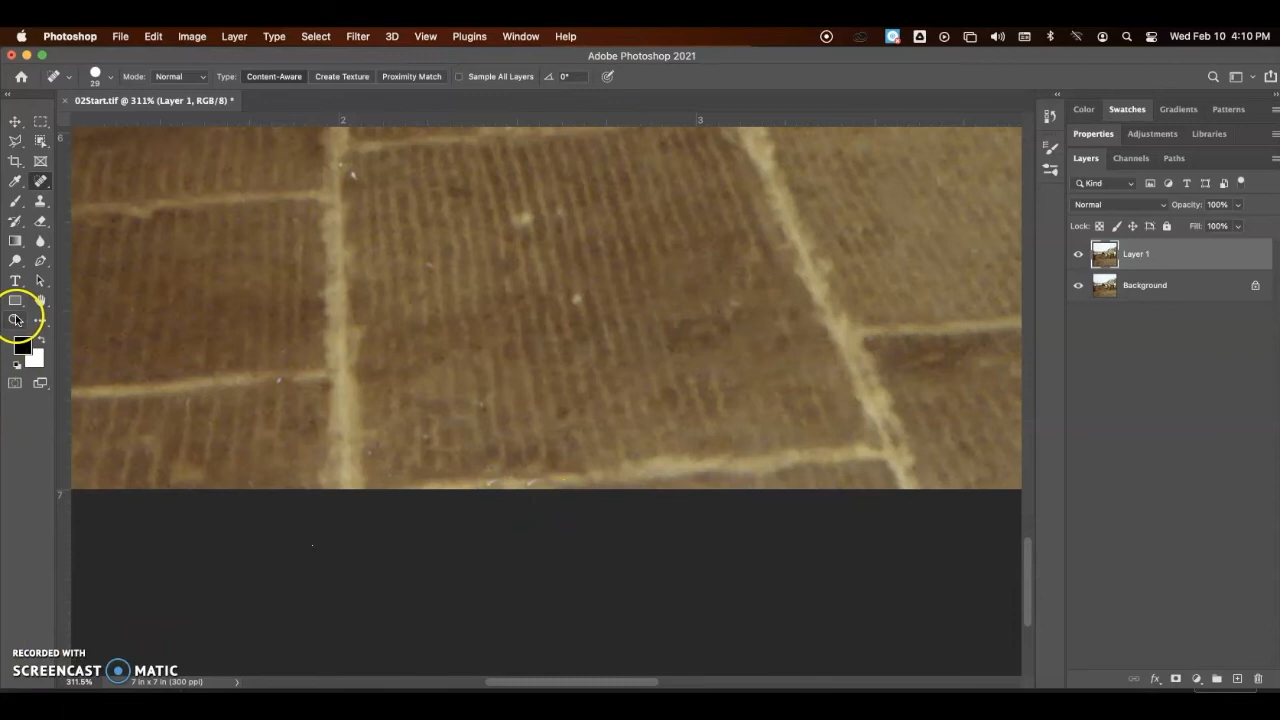 Photoshop File Edit Image Layer Type Select Filter 3D View Plugins Window Help Wed Feb 10 4:10 PM
Adobe Photoshop 2021
29 Mode: Normal Type: Content-Aware Create Texture Proximity Match Sample All Layers 0°
02Start.tif @ 311% (Layer 1, RGB/8) *
Color Swatches Gradients Patterns
2 3
6
Properties Adjustments Libraries
Layers Channels Paths
Kind
Normal Opacity: 100%
Lock: Fill: 100%
Layer 1
Background
7
RECORDED WITH
SCREENCAST MATIC
311.5% 7 in x 7 in (300 ppi)